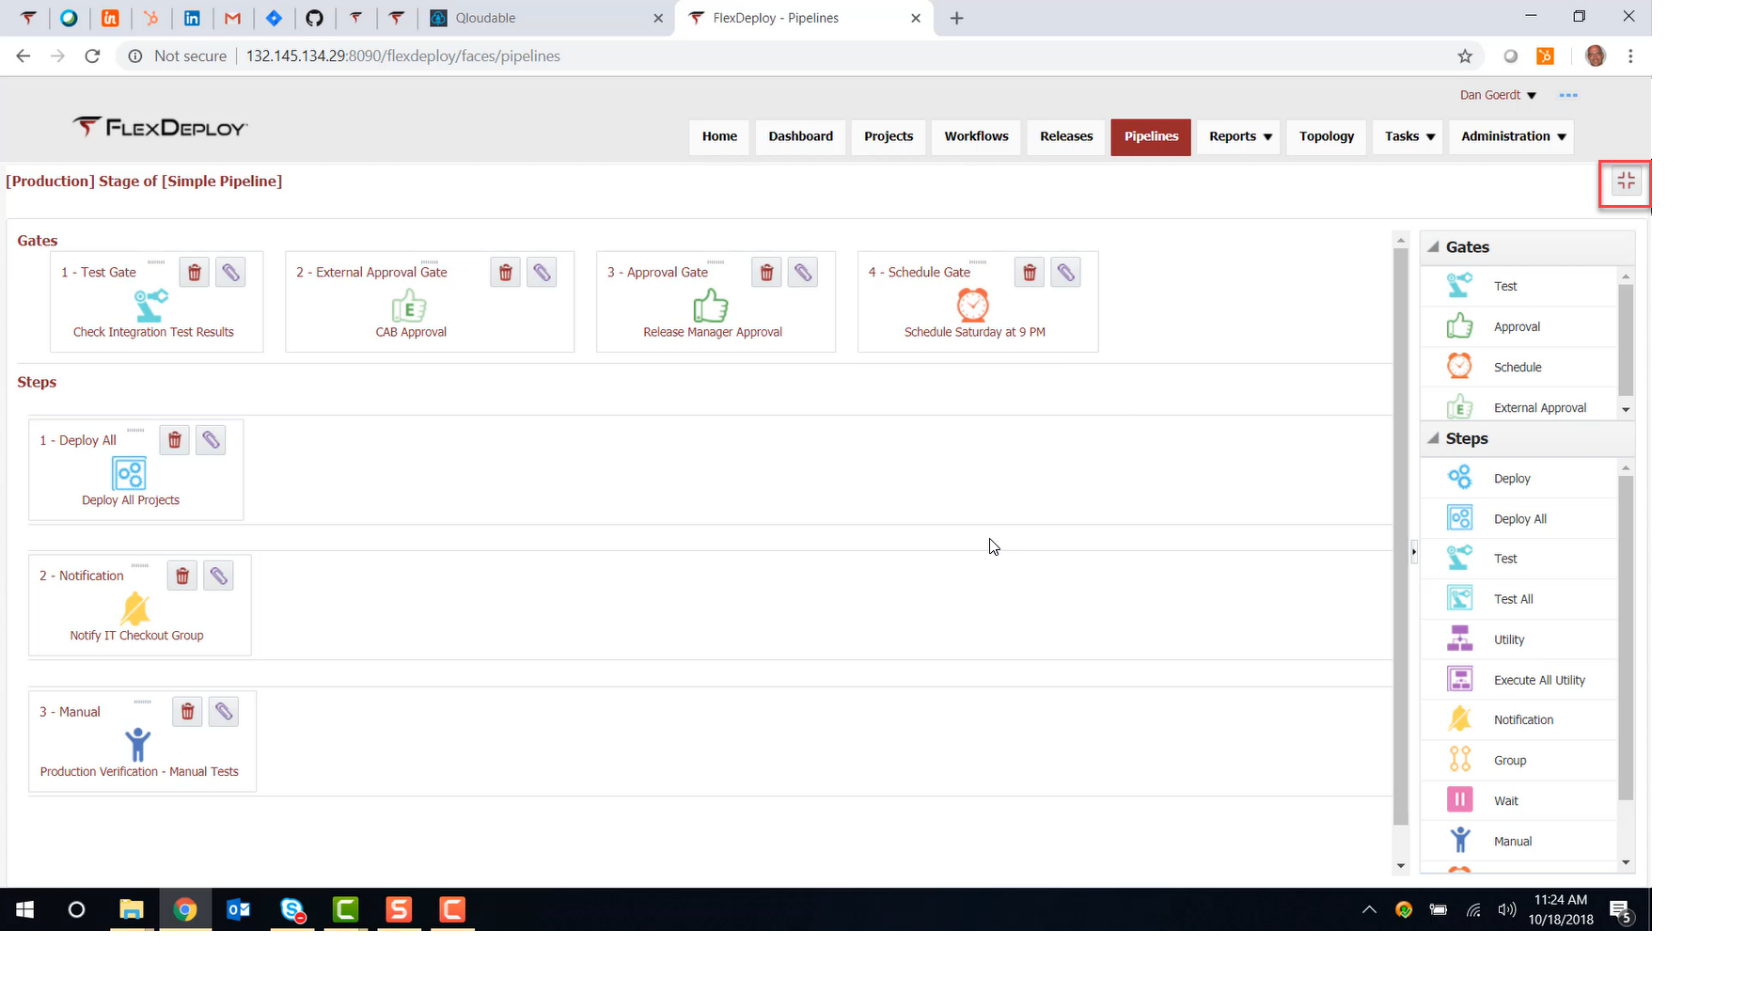 Qloudable
FlexDeploy - Pipelines
Not secure | 132.145.134.29:8090/flexdeploy/faces/pipelines
Dan Goerdt
FLEXDEPLOY
Home Dashboard Projects Workflows Releases Pipelines Reports Topology Tasks Administration
[Production] Stage of [Simple Pipeline]
Gates
1 - Test Gate
Check Integration Test Results
2 - External Approval Gate
E
CAB Approval
3 - Approval Gate
Release Manager Approval
4 - Schedule Gate
Schedule Saturday at 9 PM
Steps
1 - Deploy All
Deploy All Projects
2 - Notification
Notify IT Checkout Group
3 - Manual
Production Verification - Manual Tests
Gates
Test
Approval
Schedule
E External Approval
Steps
Deploy
Deploy All
Test
Test All
Utility
Execute All Utility
Notification
Group
Wait
Manual
11:24 AM
10/18/2018
5